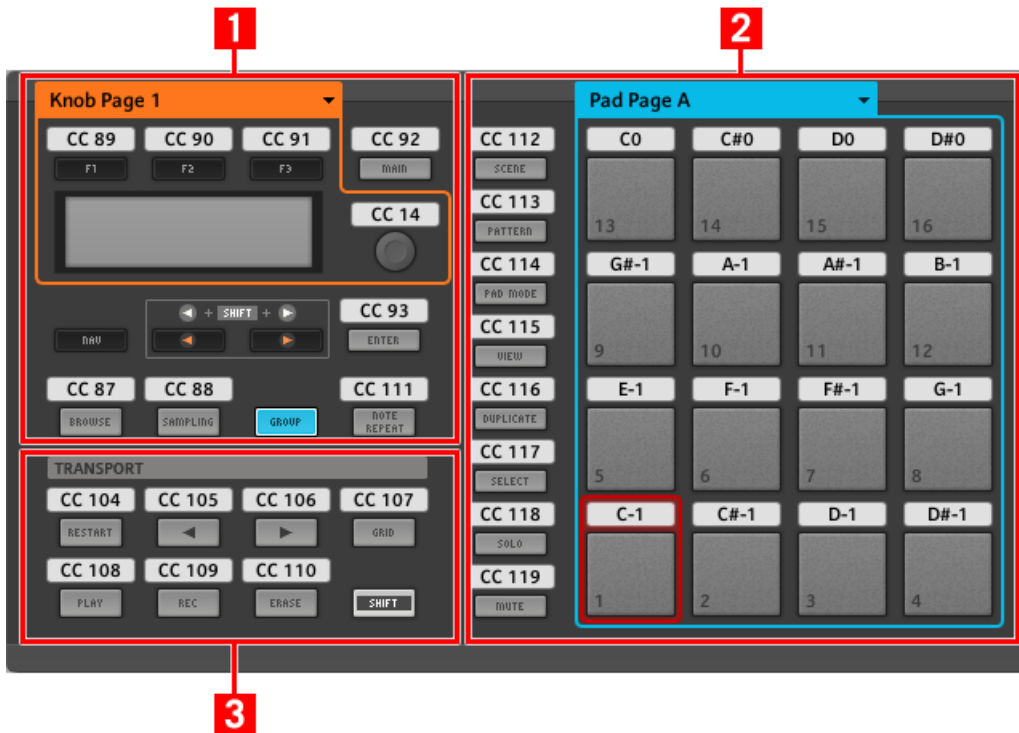 1
2
Knob Page 1
CC 89 CC 90 CC 91 CC 92
F1 F2 F3 MAIN
CC 14
SHIFT
+ +
CC 93
NAV ENTER
CC 87 CC 88 CC 111
BROWSE SAMPLING GROUP NOTE REPEAT
TRANSPORT
CC 104 CC 105 CC 106 CC 107
RESTART GRID
CC 108 CC 109 CC 110
PLAY REC ERASE SHIFT
3
CC 112
SCENE
CC 113
PATTERN
CC 114
PAD MODE
CC 115
VIEW
CC 116
DUPLICATE
CC 117
SELECT
CC 118
SOLO
CC 119
MUTE
Pad Page A
C0 C#0 D0 D#0
13 14 15 16
G#-1 A-1 A#-1 B-1
9 10 11 12
E-1 F-1 F#-1 G-1
5 6 7 8
C-1 C#-1 D-1 D#-1
1 2 3 4